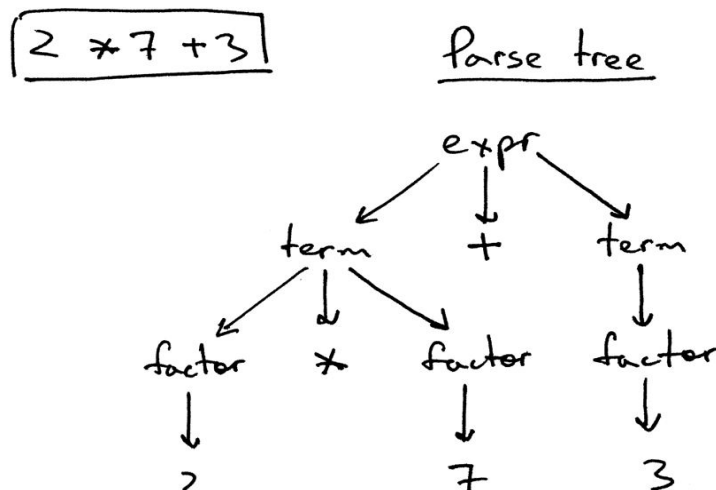 2 * 7 + 3
Parse tree
expr
term + term
factor * factor factor
2 7 3